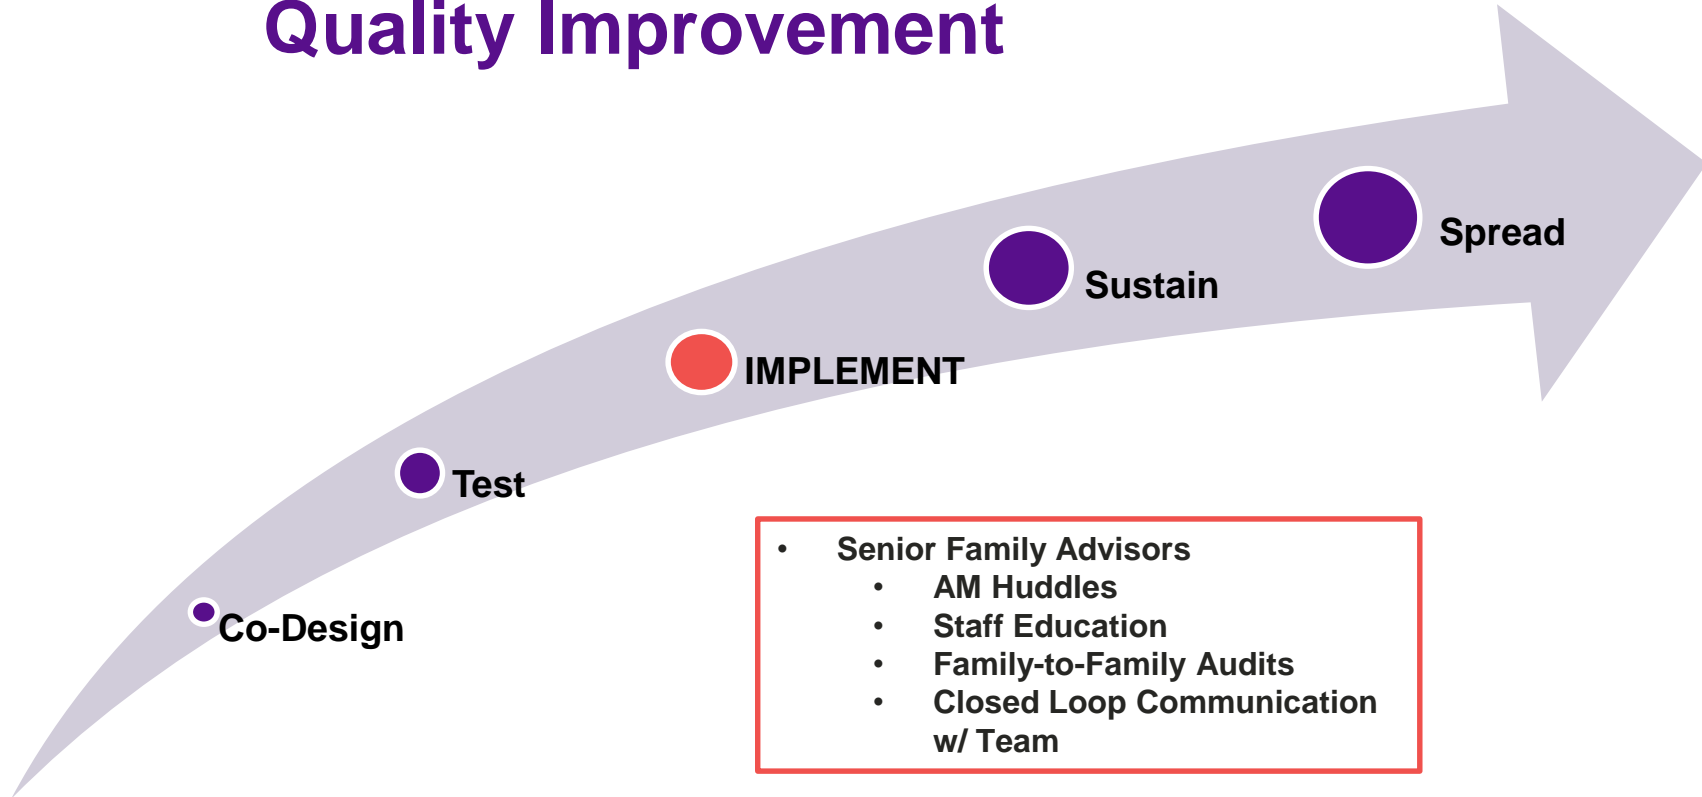 Quality Improvement
Spread
Sustain
IMPLEMENT
Test
Co-Design
• Senior Family Advisors
• AM Huddles
• Staff Education
• Family-to-Family Audits
• Closed Loop Communication
w/ Team